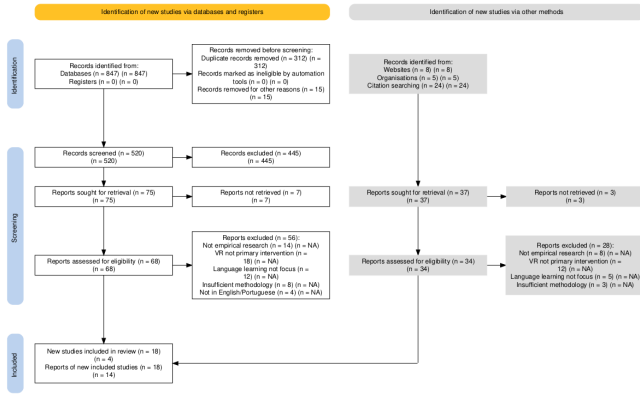 Identification of new studies via databases and registers
Identification of new studies via other methods
Identification
Records identified from:
Databases (n = 847) (n = 847)
Registers (n = 0) (n = 0)
Records removed before screening:
Duplicate records removed (n = 312) (n =
312)
Records marked as ineligible by automation
tools (n = 0) (n = 0)
Records removed for other reasons (n = 15)
(n = 15)
Records identified from:
Websites (n = 8) (n = 8)
Organisations (n = 5) (n = 5)
Citation searching (n = 24) (n = 24)
Screening
Records screened (n = 520)
(n = 520)
Records excluded (n = 445)
(n = 445)
Reports sought for retrieval (n = 75)
(n = 75)
Reports not retrieved (n = 7)
(n = 7)
Reports sought for retrieval (n = 37)
(n = 37)
Reports not retrieved (n = 3)
(n = 3)
Reports assessed for eligibility (n = 68)
(n = 68)
Reports excluded (n = 56):
Not empirical research (n = 14) (n = NA)
VR not primary intervention (n =
18) (n = NA)
Language learning not focus (n =
12) (n = NA)
Insufficient methodology (n = 8) (n = NA)
Not in English/Portuguese (n = 4) (n = NA)
Reports assessed for eligibility (n = 34)
(n = 34)
Reports excluded (n = 28):
Not empirical research (n = 8) (n = NA)
VR not primary intervention (n =
12) (n = NA)
Language learning not focus (n = 5) (n = NA)
Insufficient methodology (n = 3) (n = NA)
Included
New studies included in review (n = 18)
(n = 4)
Reports of new included studies (n = 18)
(n = 14)